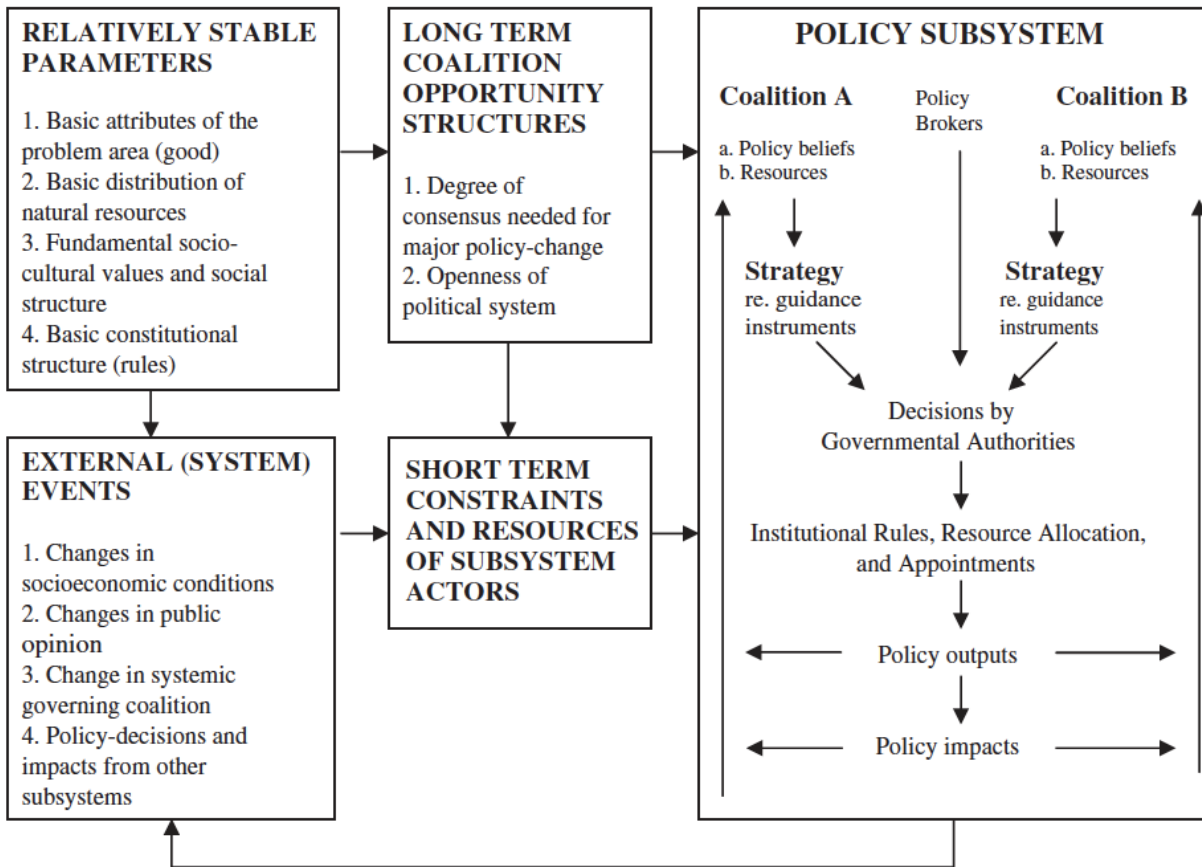 RELATIVELY STABLE
PARAMETERS
1. Basic attributes of the
problem area (good)
2. Basic distribution of
natural resources
3. Fundamental socio-
cultural values and social
structure
4. Basic constitutional
structure (rules)
LONG TERM
COALITION
OPPORTUNITY
STRUCTURES
1. Degree of
consensus needed for
major policy-change
2. Openness of
political system
EXTERNAL (SYSTEM)
EVENTS
1. Changes in
socioeconomic conditions
2. Changes in public
opinion
3. Change in systemic
governing coalition
4. Policy-decisions and
impacts from other
subsystems
SHORT TERM
CONSTRAINTS
AND RESOURCES
OF SUBSYSTEM
ACTORS
POLICY SUBSYSTEM
Coalition A
a. Policy beliefs
b. Resources
Policy
Brokers
Coalition B
a. Policy beliefs
b. Resources
Strategy
re. guidance
instruments
Strategy
re. guidance
instruments
Decisions by
Governmental Authorities
Institutional Rules, Resource Allocation,
and Appointments
Policy outputs
Policy impacts